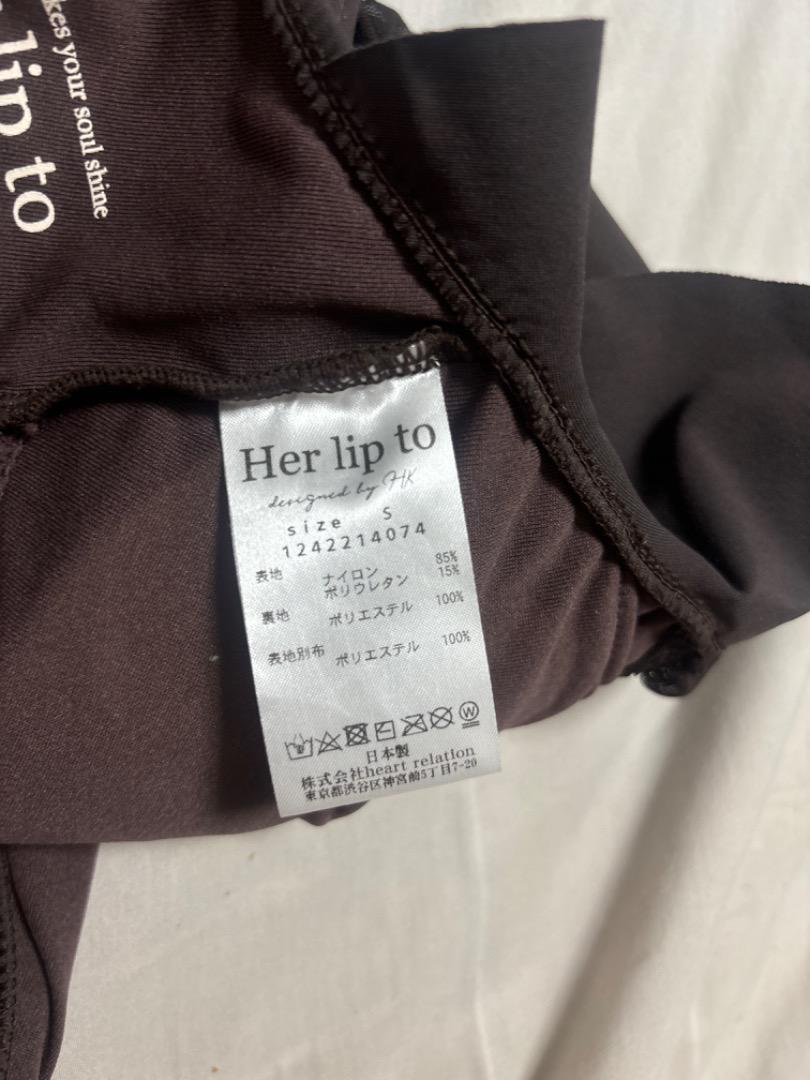 kes your soul shine
lip to
Her lip to
designed by HK
size S
1242214074
表地 ナイロン 85%
ポリウレタン 15%
裏地 ポリエステル 100%
表地別布 ポリエステル 100%
W
日本製
株式会社heart relation
東京都渋谷区神宮前5丁目7-20